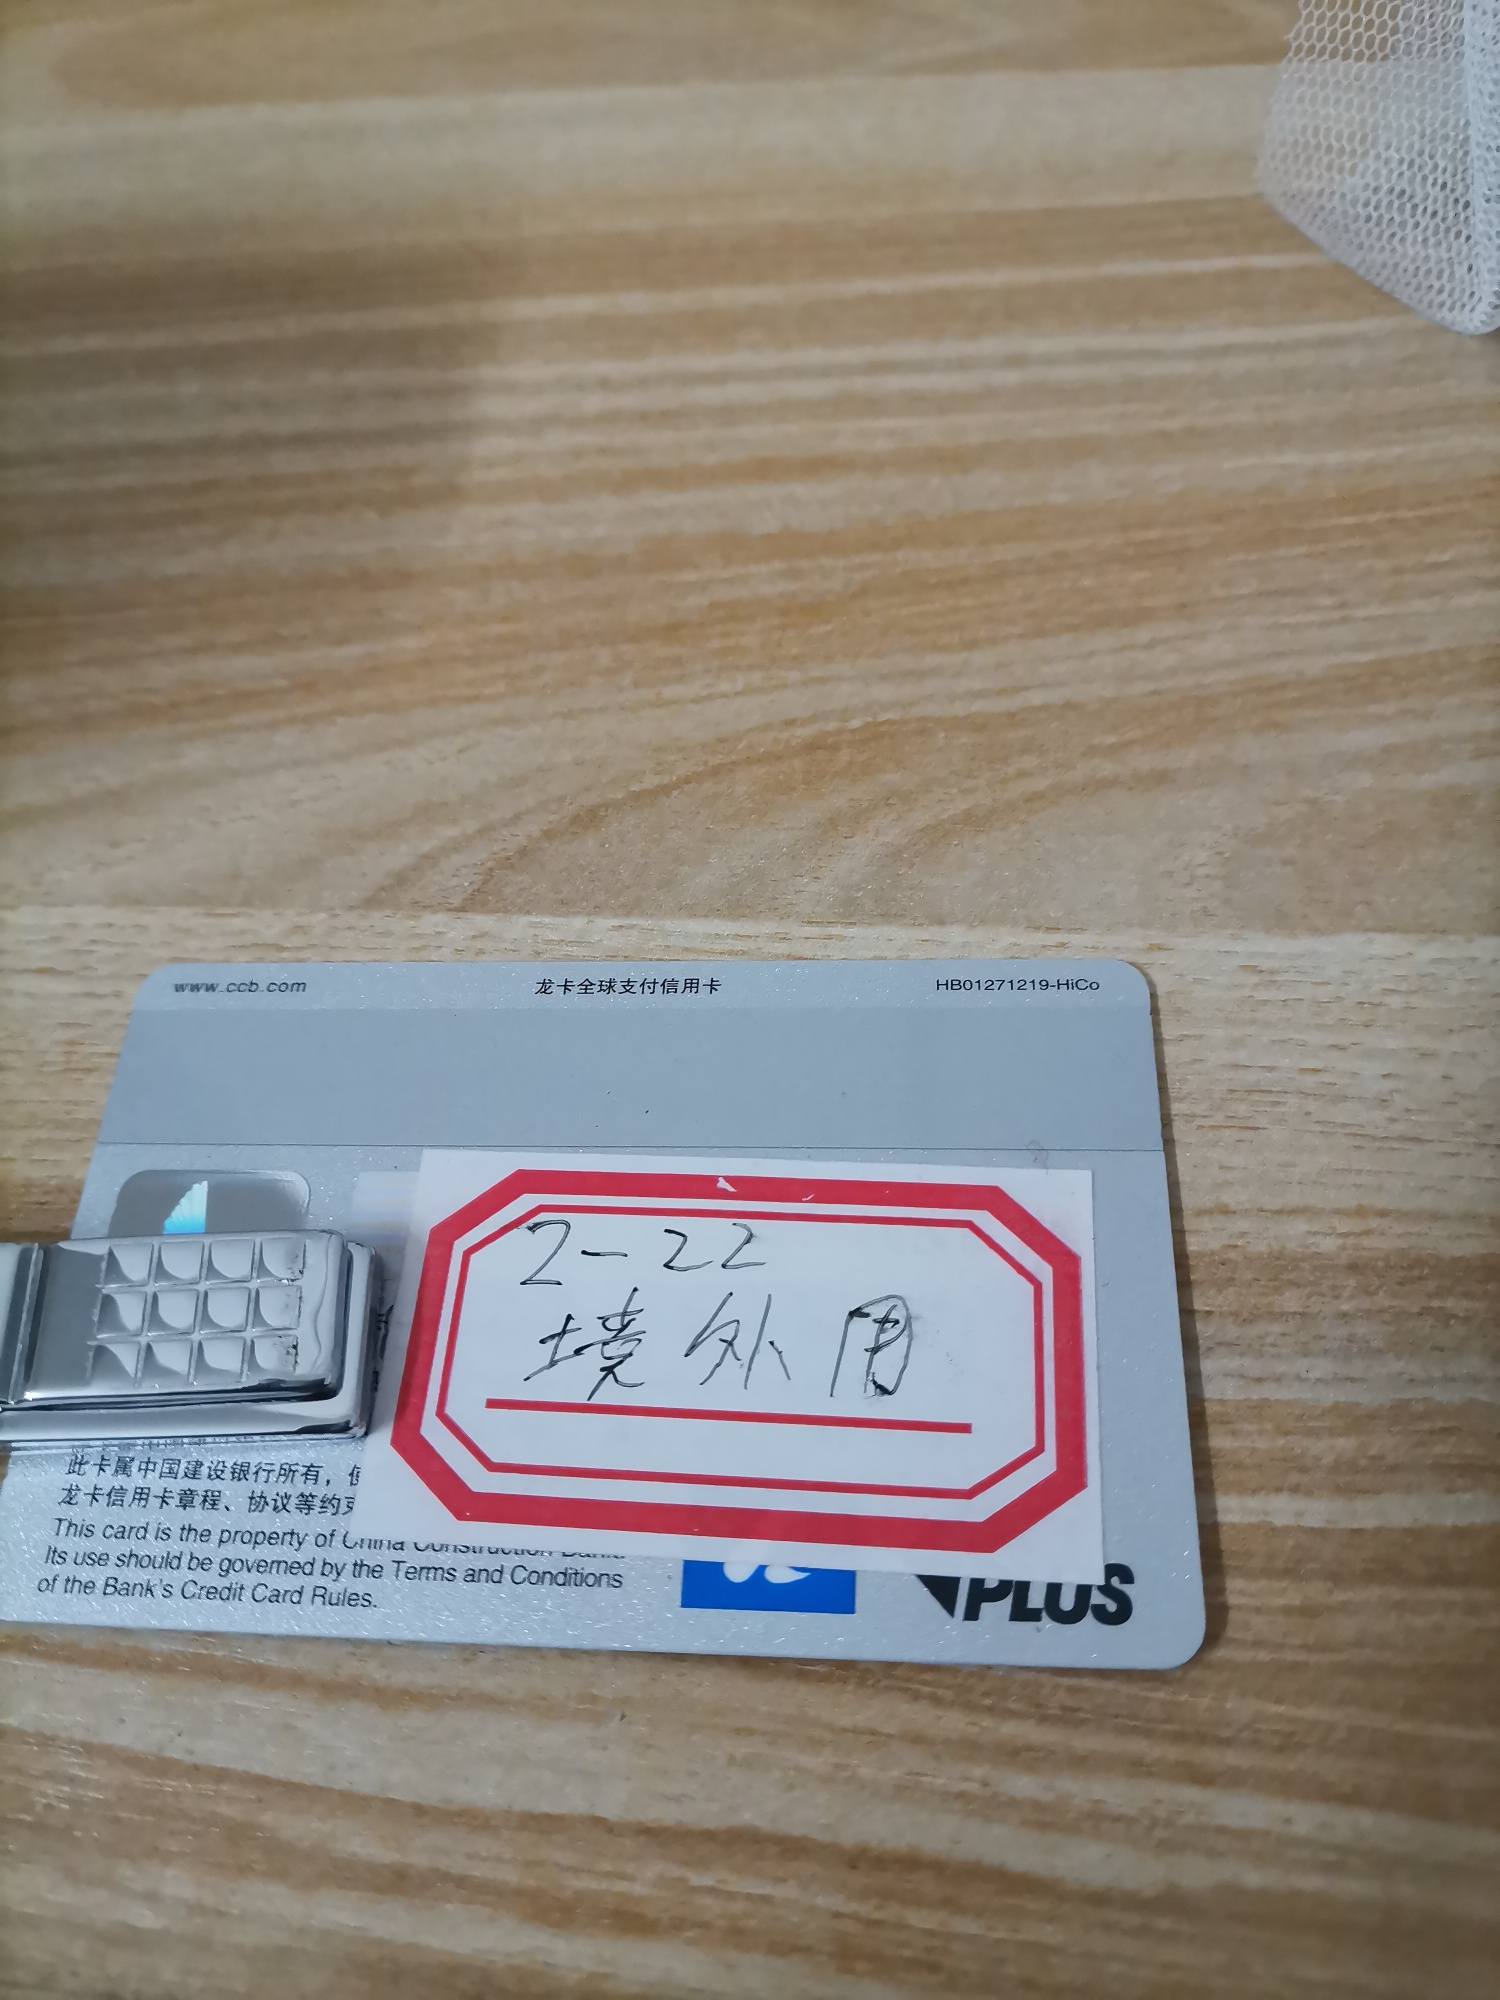 www.ccb.com
龙卡全球支付信用卡
HB01271219-HiCo
2-22
境外用
此卡属中国建设银行所有，
龙卡信用卡章程、协议等约
This card is the property of China Construction
Its use should be governed by the Terms and Conditions
of the Bank's Credit Card Rules.
PLUS